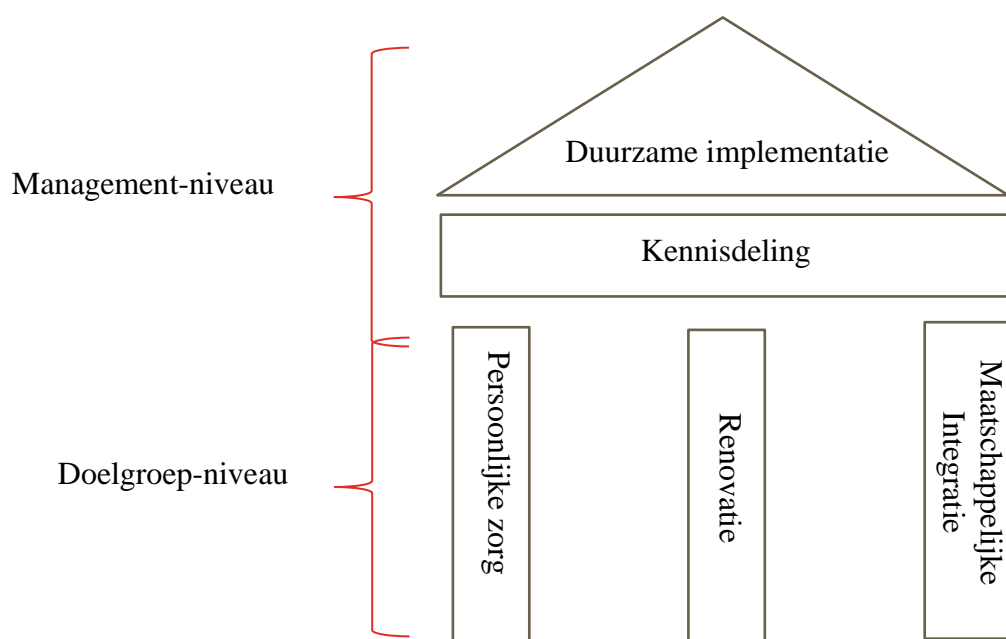 Duurzame implementatie
Management-niveau
Kennisdeling
Doelgroep-niveau
Persoonlijke zorg
Renovatie
Maatschappelijke
Integratie